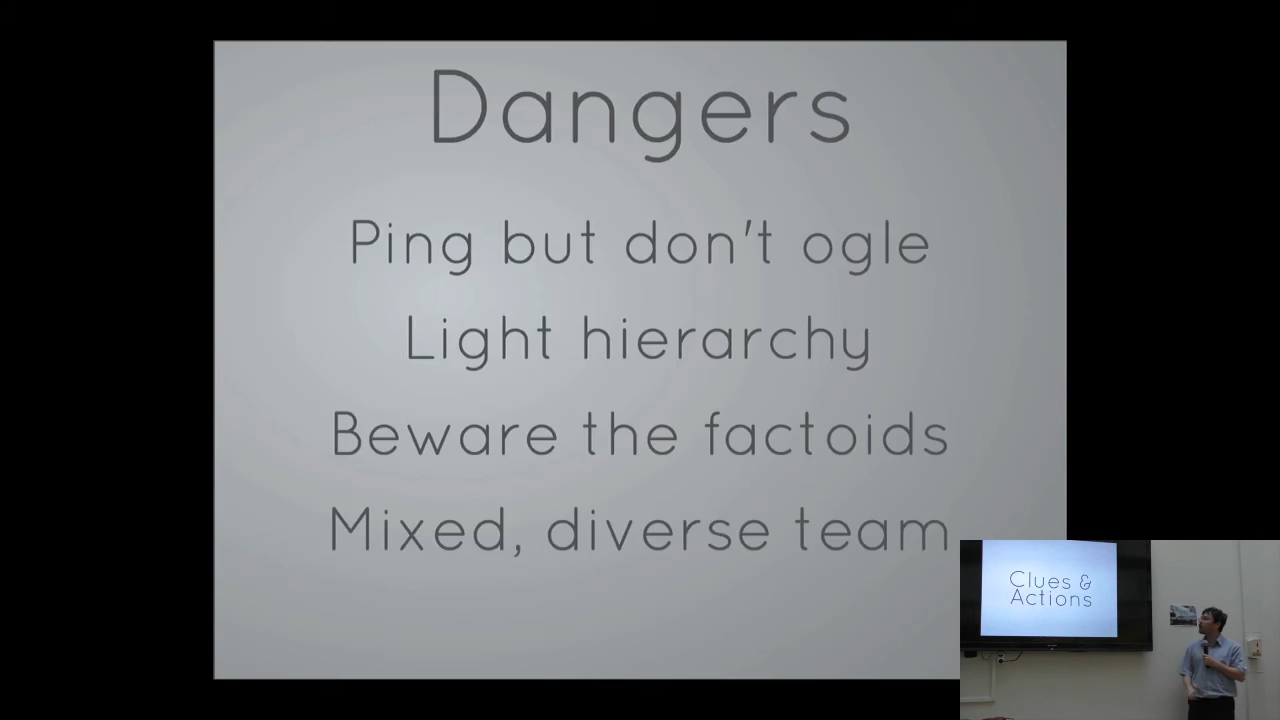 Dangers
Ping but don't ogle
Light hierarchy
Beware the factoids
Mixed, diverse team
Clues &
Actions